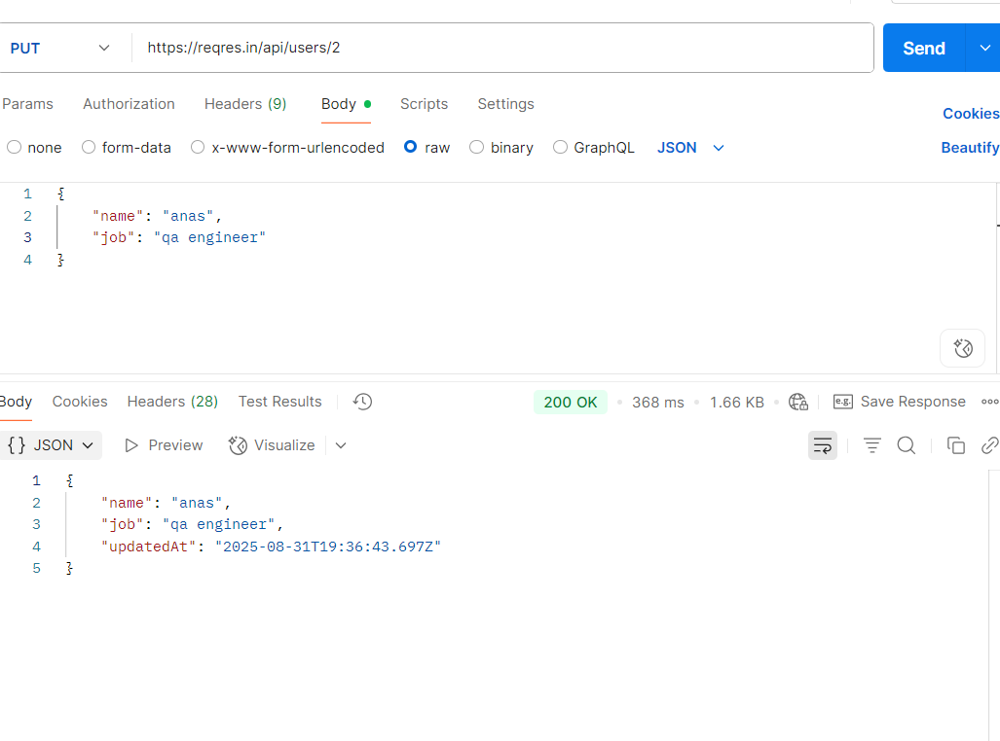 PUT https://reqres.in/api/users/2 Send
Params Authorization Headers (9) Body Scripts Settings
Cookies
none form-data x-www-form-urlencoded raw binary GraphQL JSON Beautify
1 {
2 "name": "anas",
3 "job": "qa engineer"
4 }
Body Cookies Headers (28) Test Results 200 OK 368 ms 1.66 KB e.g. Save Response
{} JSON Preview Visualize
1 {
2 "name": "anas",
3 "job": "qa engineer",
4 "updatedAt": "2025-08-31T19:36:43.697Z"
5 }